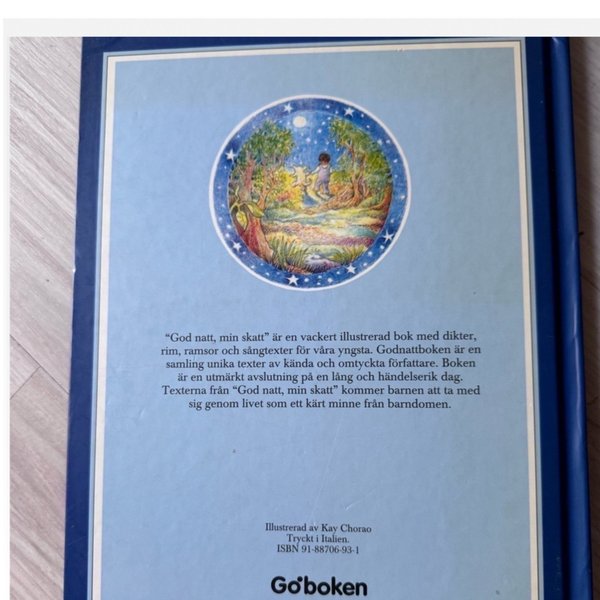 "God natt, min skatt" är en vackert illustrerad bok med dikter,
rim, ramsor och sångtexter för våra yngsta. Godnattboken är en
samling unika texter av kända och omtyckta författare. Boken
är en utmärkt avslutning på en lång och händelserik dag.
Texterna från "God natt, min skatt" kommer barnen att ta med
sig genom livet som ett kärt minne från barndomen.
Illustrerad av Kay Chorao
Tryckt i Italien.
ISBN 91-88706-93-1
Goboken